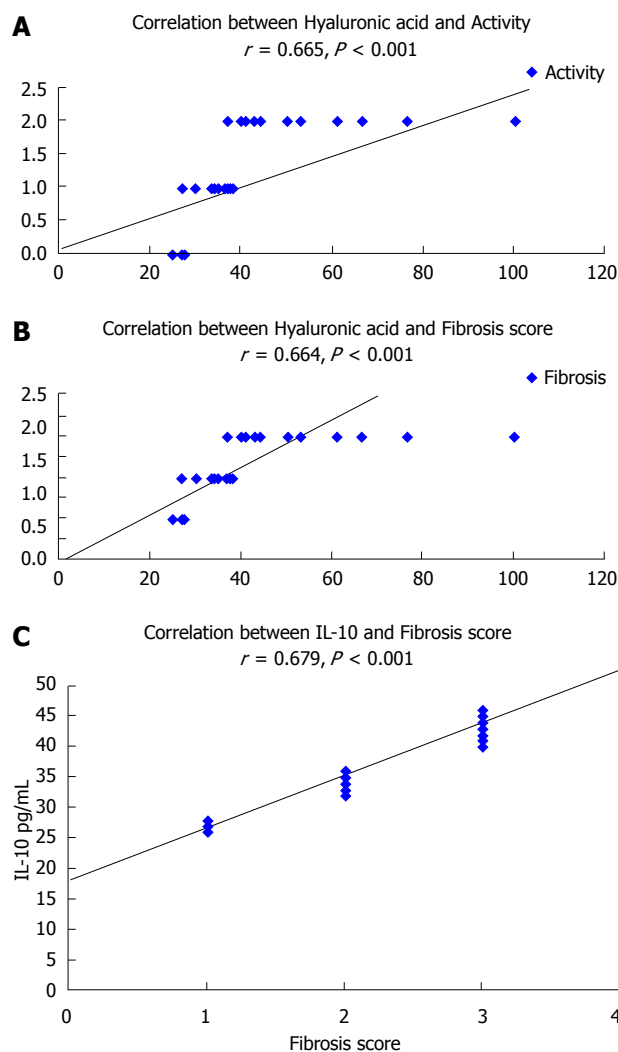 A
Correlation between Hyaluronic acid and Activity
r = 0.665, P < 0.001
Activity
2.5
2.0
1.5
1.0
0.5
0.0
0 20 40 60 80 100 120
B
Correlation between Hyaluronic acid and Fibrosis score
r = 0.664, P < 0.001
Fibrosis
2.5
2.0
1.5
1.0
0.5
0.0
0 20 40 60 80 100 120
C
Correlation between IL-10 and Fibrosis score
r = 0.679, P < 0.001
IL-10 pg/mL
50
45
40
35
30
25
20
15
10
5
0
0 1 2 3 4
Fibrosis score